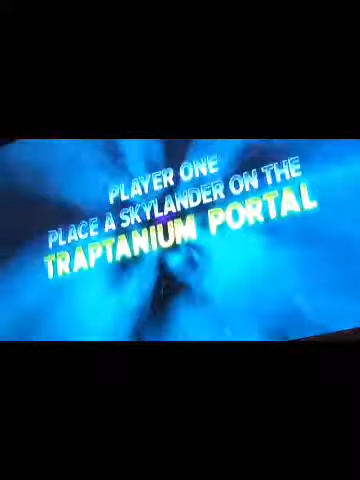 PLAYER ONE
PLACE A SKYLANDER ON THE
TRAPTANIUM PORTAL